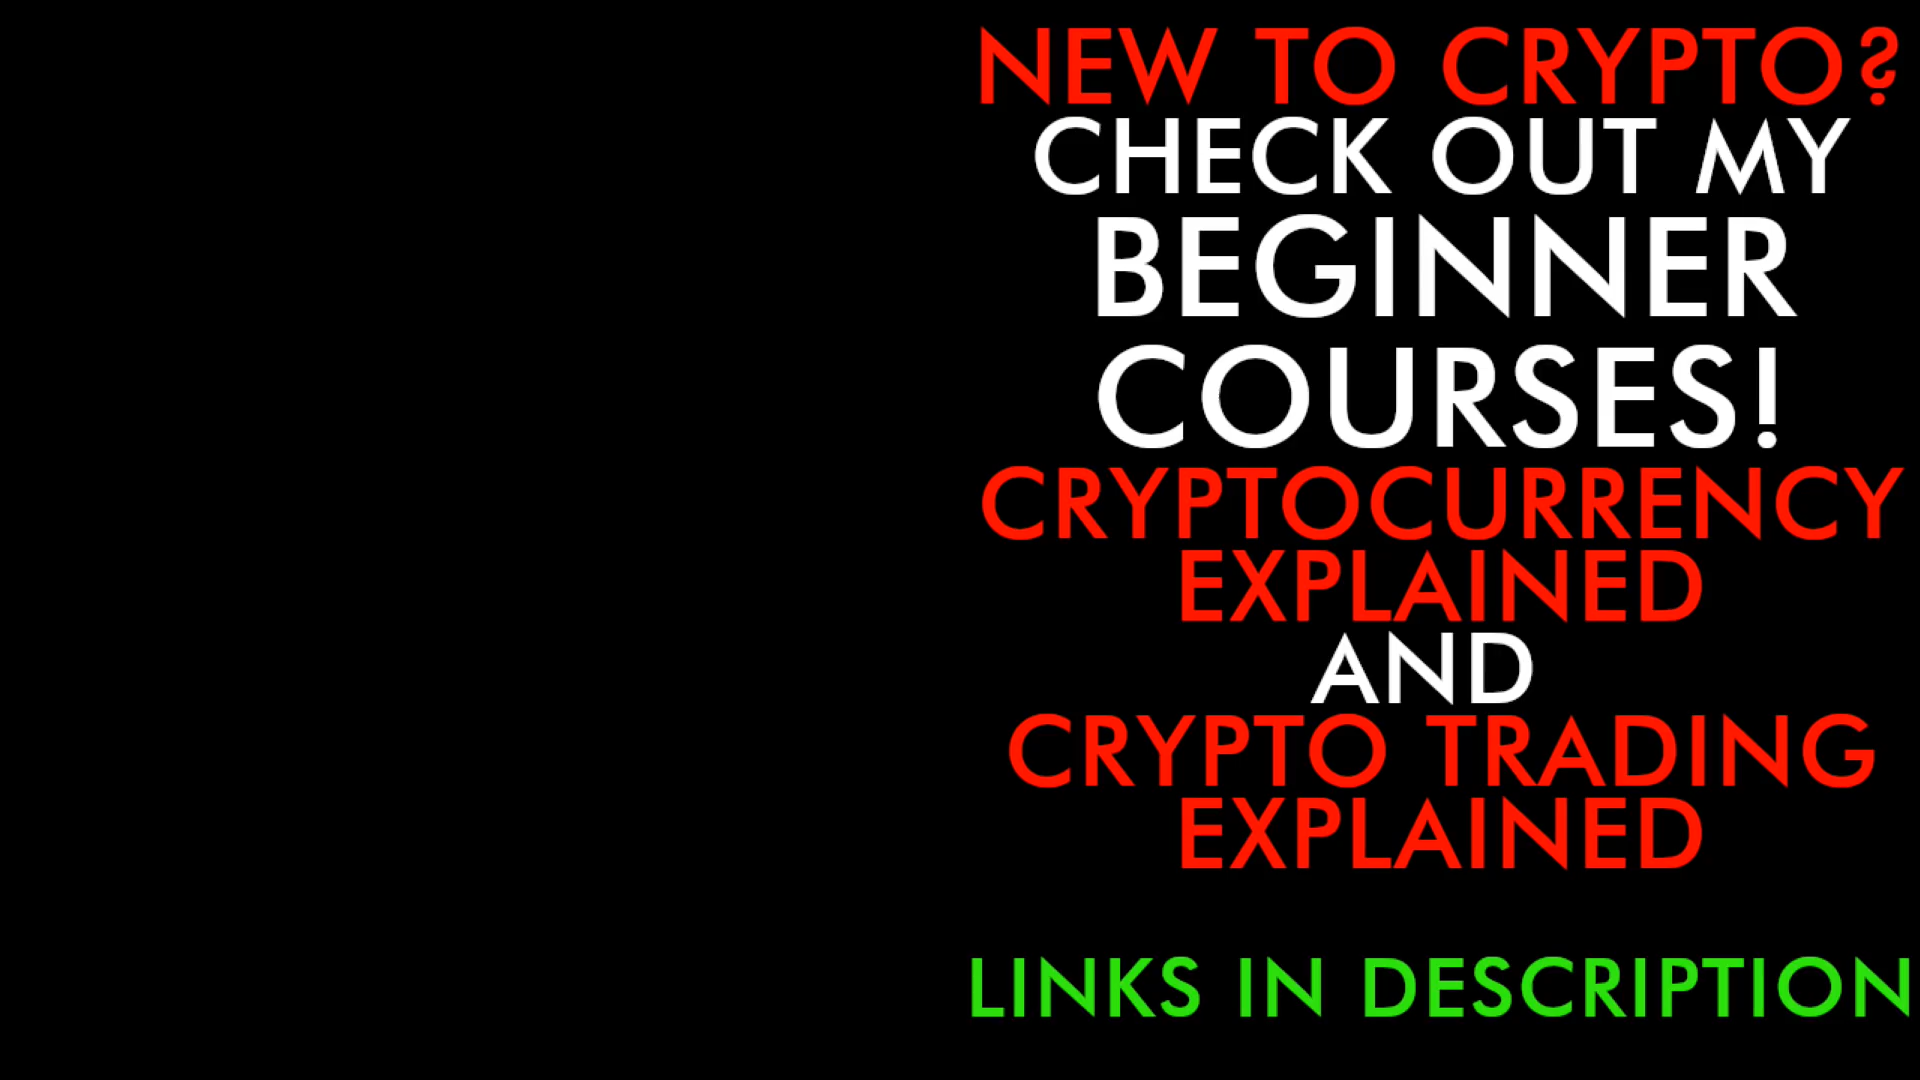 NEW TO CRYPTO?
CHECK OUT MY
BEGINNER
COURSES!
CRYPTOCURRENCY
EXPLAINED
AND
CRYPTO TRADING
EXPLAINED
LINKS IN DESCRIPTION